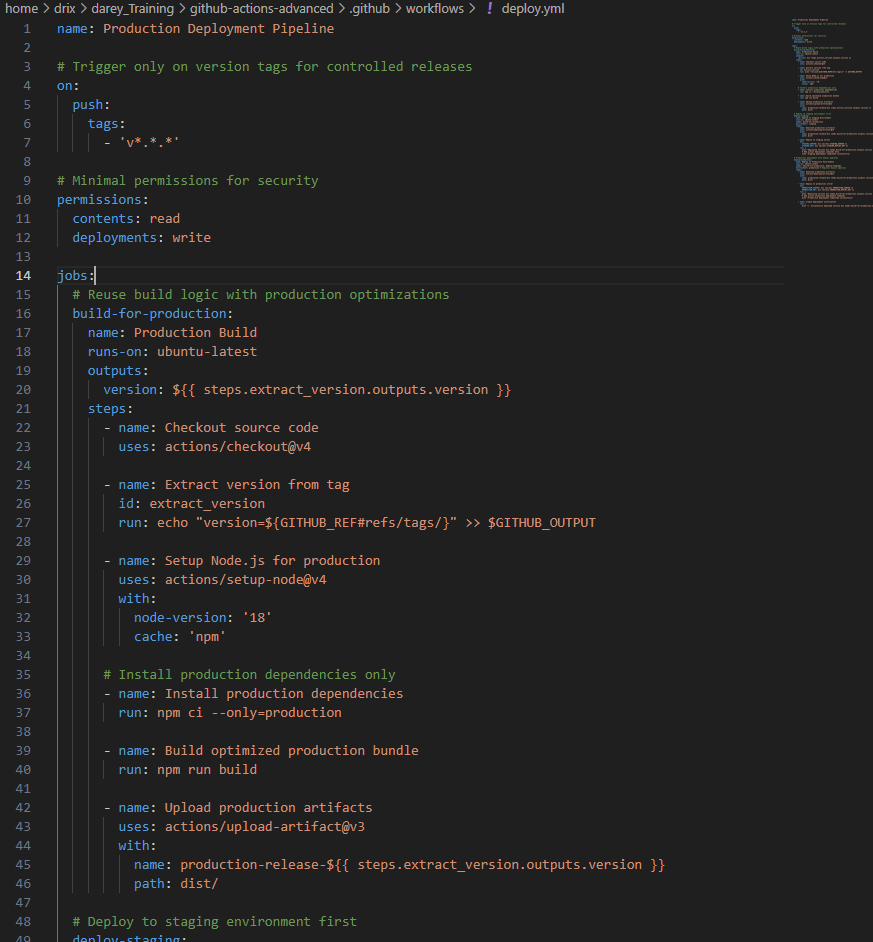 home > drix > darey_Training > github-actions-advanced > .github > workflows > ! deploy.yml
1 name: Production Deployment Pipeline
2
3 # Trigger only on version tags for controlled releases
4 on:
5   push:
6     tags:
7       - 'v*.*.*'
8
9 # Minimal permissions for security
10 permissions:
11   contents: read
12   deployments: write
13
14 jobs:
15   # Reuse build logic with production optimizations
16   build-for-production:
17     name: Production Build
18     runs-on: ubuntu-latest
19     outputs:
20       version: ${{ steps.extract_version.outputs.version }}
21     steps:
22       - name: Checkout source code
23         uses: actions/checkout@v4
24
25       - name: Extract version from tag
26         id: extract_version
27         run: echo "version=${GITHUB_REF#refs/tags/}" >> $GITHUB_OUTPUT
28
29       - name: Setup Node.js for production
30         uses: actions/setup-node@v4
31         with:
32           node-version: '18'
33           cache: 'npm'
34
35       # Install production dependencies only
36       - name: Install production dependencies
37         run: npm ci --only=production
38
39       - name: Build optimized production bundle
40         run: npm run build
41
42       - name: Upload production artifacts
43         uses: actions/upload-artifact@v3
44         with:
45           name: production-release-${{ steps.extract_version.outputs.version }}
46           path: dist/
47
48   # Deploy to staging environment first
49   deploy-staging: